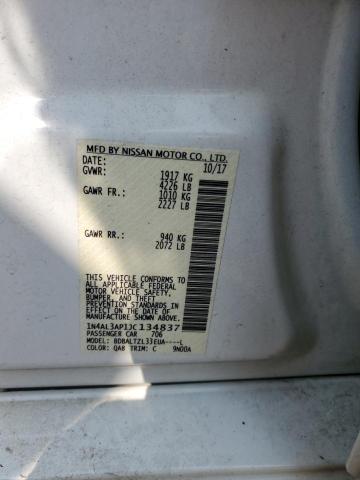 MFD BY NISSAN MOTOR CO., LTD.
DATE: 10/17
GVWR: 1917 KG
4226 LB
GAWR FR.: 1010 KG
2227 LB
GAWR RR.: 940 KG
2072 LB
THIS VEHICLE CONFORMS TO
ALL APPLICABLE FEDERAL
MOTOR VEHICLE SAFETY,
BUMPER, AND THEFT
PREVENTION STANDARDS IN
EFFECT ON THE DATE OF
MANUFACTURE SHOWN ABOVE.
1N4AL3AP1JC134837
PASSENGER CAR 706
MODEL: BDBALTZL33EUA----L
COLOR: QAB TRIM: C 9N00A